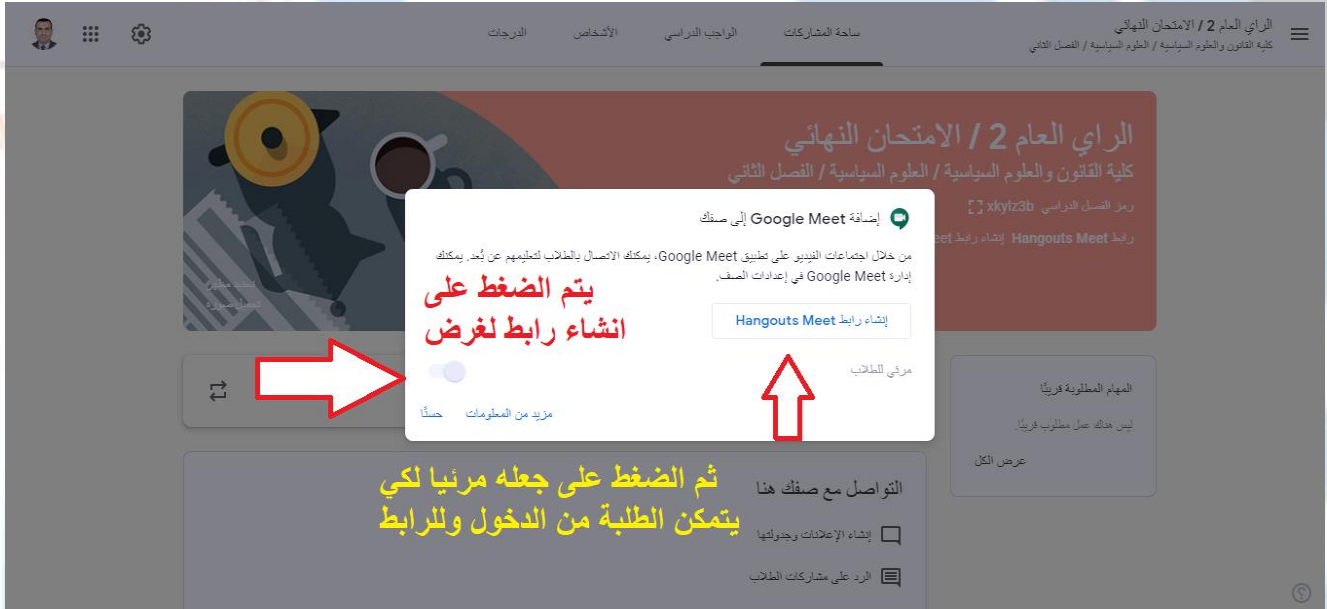 الراي العام 2 / الامتحان النهائي
كلية القانون والعلوم السياسية / العلوم السياسية / الفصل الثاني
ساحة المشاركات
الواجب الدراسي
الأشخاص
الدرجات
الراي العام 2 / الامتحان النهائي
كلية القانون والعلوم السياسية / العلوم السياسية / الفصل الثاني
رمز الفصل الدراسي xkylz3b
رابط Hangouts Meet إنشاء رابط
إضافة Google Meet إلى صفك
من خلال اجتماعات الفيديو على تطبيق Google Meet، يمكنك الاتصال بالطلاب لتعليمهم عن بُعد. يمكنك
إدارة Google Meet في إعدادات الصف.
يتم الضغط على
انشاء رابط لغرض
إنشاء رابط Hangouts Meet
مرئي للطلاب
مزيد من المعلومات
حسنًا
المهام المطلوبة قريبًا
ليس هناك عمل مطلوب قريبًا.
عرض الكل
ثم الضغط على جعله مرئيا لكي
يتمكن الطلبة من الدخول وللرابط
التواصل مع صفك هنا
إنشاء الإعلانات وجدولتها
الرد على مشاركات الطلاب